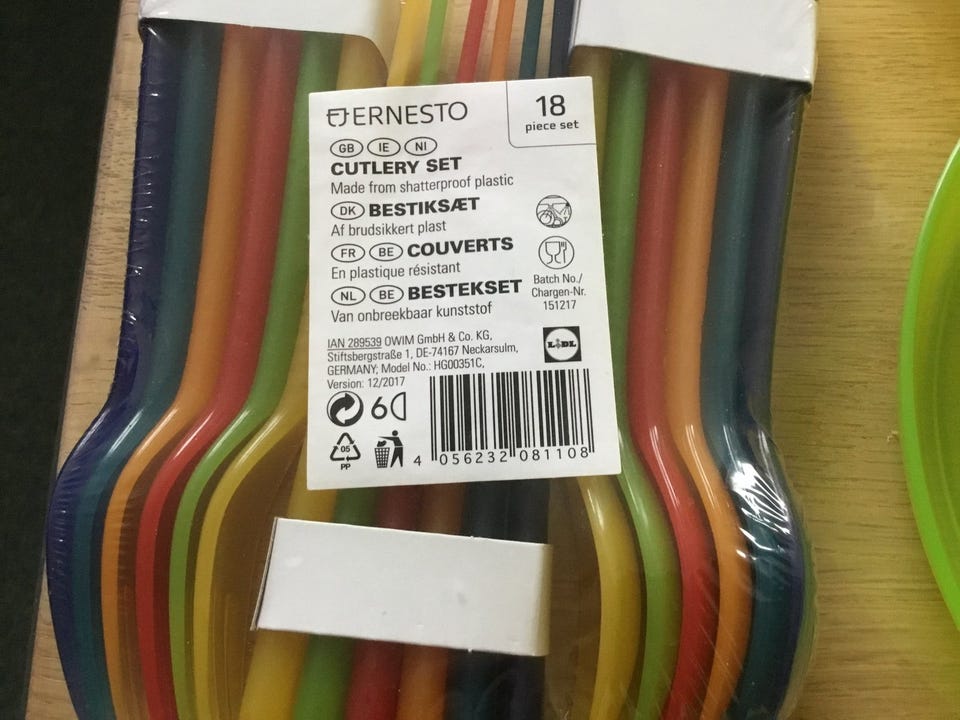 ERNESTO
18
piece set
GB IE NI
CUTLERY SET
Made from shatterproof plastic
DK BESTIKSÆT
Af brudsikkert plast
FR BE COUVERTS
En plastique résistant
NL BE BESTEKSET
Van onbreekbaar kunststof
Batch No./
Chargen-Nr.
151217
IAN 289539 OWIM GmbH & Co. KG,
Stiftsbergstraße 1, DE-74167 Neckarsulm,
GERMANY; Model No.: HG00351C,
Version: 12/2017
LIDL
6
05
PP
4 056232 081108